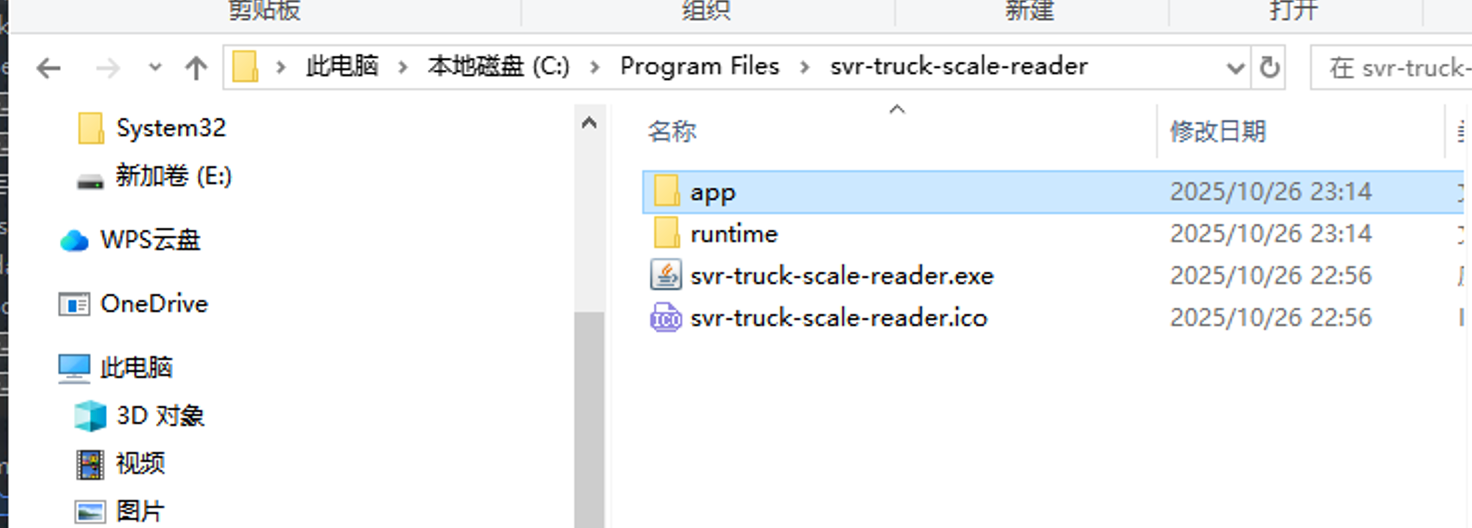 剪贴板 组织 新建 打开
此电脑 本地磁盘 (C:) Program Files svr-truck-scale-reader 在 svr-truck-
System32
新加卷 (E:)
WPS云盘
OneDrive
此电脑
3D 对象
视频
图片
名称 修改日期
app 2025/10/26 23:14
runtime 2025/10/26 23:14
svr-truck-scale-reader.exe 2025/10/26 22:56
ICO svr-truck-scale-reader.ico 2025/10/26 22:56